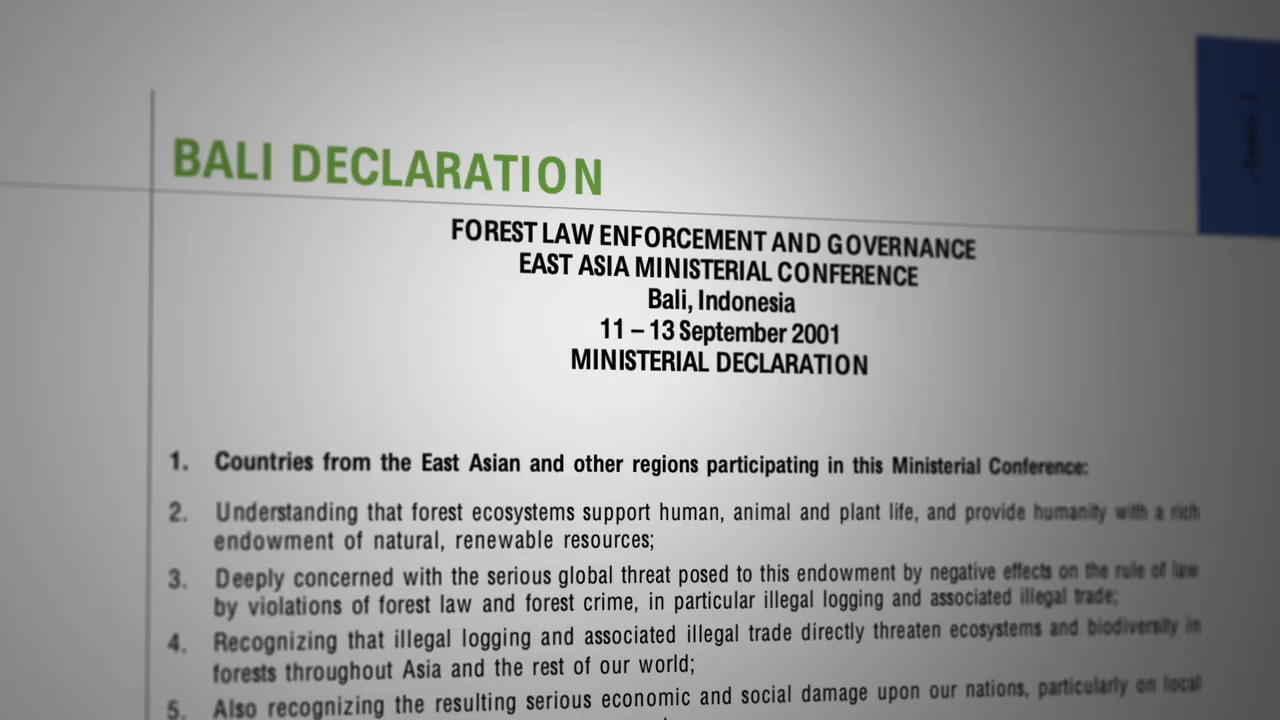 BALI DECLARATION
FOREST LAW ENFORCEMENT AND GOVERNANCE
EAST ASIA MINISTERIAL CONFERENCE
Bali, Indonesia
11 – 13 September 2001
MINISTERIAL DECLARATION
1. Countries from the East Asian and other regions participating in this Ministerial Conference:
2. Understanding that forest ecosystems support human, animal and plant life, and provide humanity with a rich
endowment of natural, renewable resources;
3. Deeply concerned with the serious global threat posed to this endowment by negative effects on the rule of law
by violations of forest law and forest crime, in particular illegal logging and associated illegal trade;
4. Recognizing that illegal logging and associated illegal trade directly threaten ecosystems and biodiversity in
forests throughout Asia and the rest of our world;
5. Also recognizing the resulting serious economic and social damage upon our nations, particularly on local